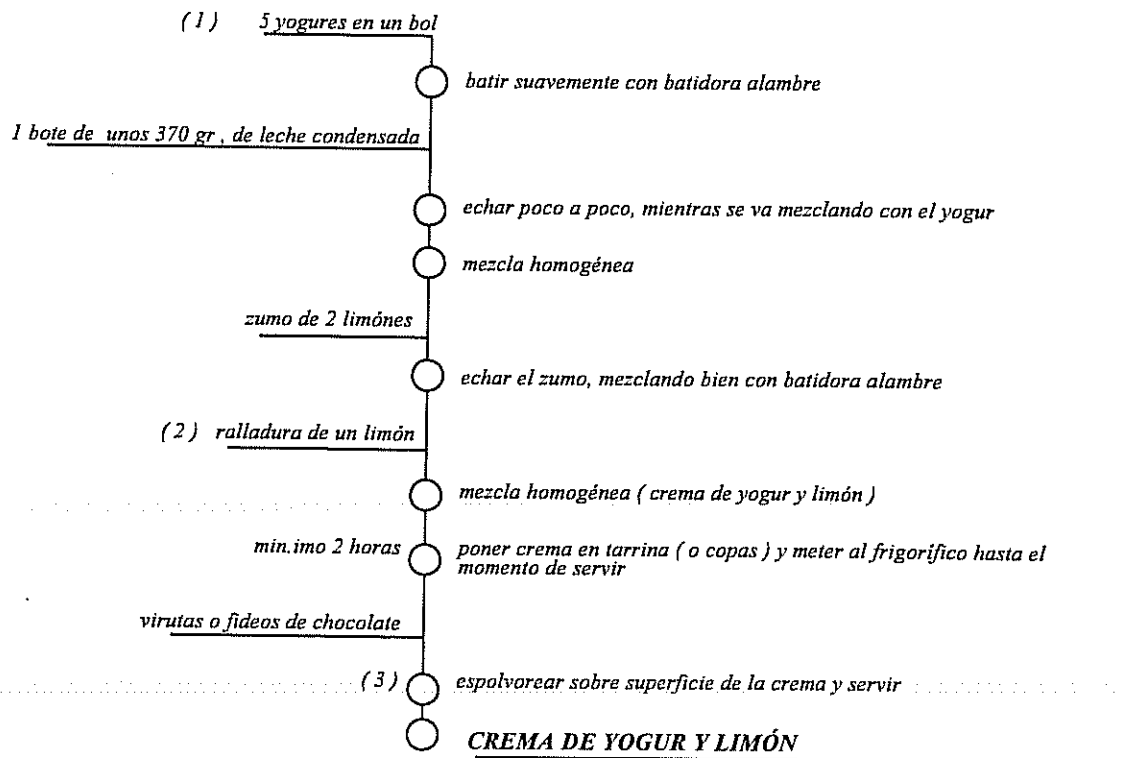 (1) 5 yogures en un bol
batir suavemente con batidora alambre
1 bote de unos 370 gr, de leche condensada
echar poco a poco, mientras se va mezclando con el yogur
mezcla homogénea
zumo de 2 limónes
echar el zumo, mezclando bien con batidora alambre
(2) ralladura de un limón
mezcla homogénea ( crema de yogur y limón )
min.imo 2 horas
poner crema en tarrina ( o copas ) y meter al frigorífico hasta el
momento de servir
virutas o fideos de chocolate
(3) espolvorear sobre superficie de la crema y servir
CREMA DE YOGUR Y LIMÓN